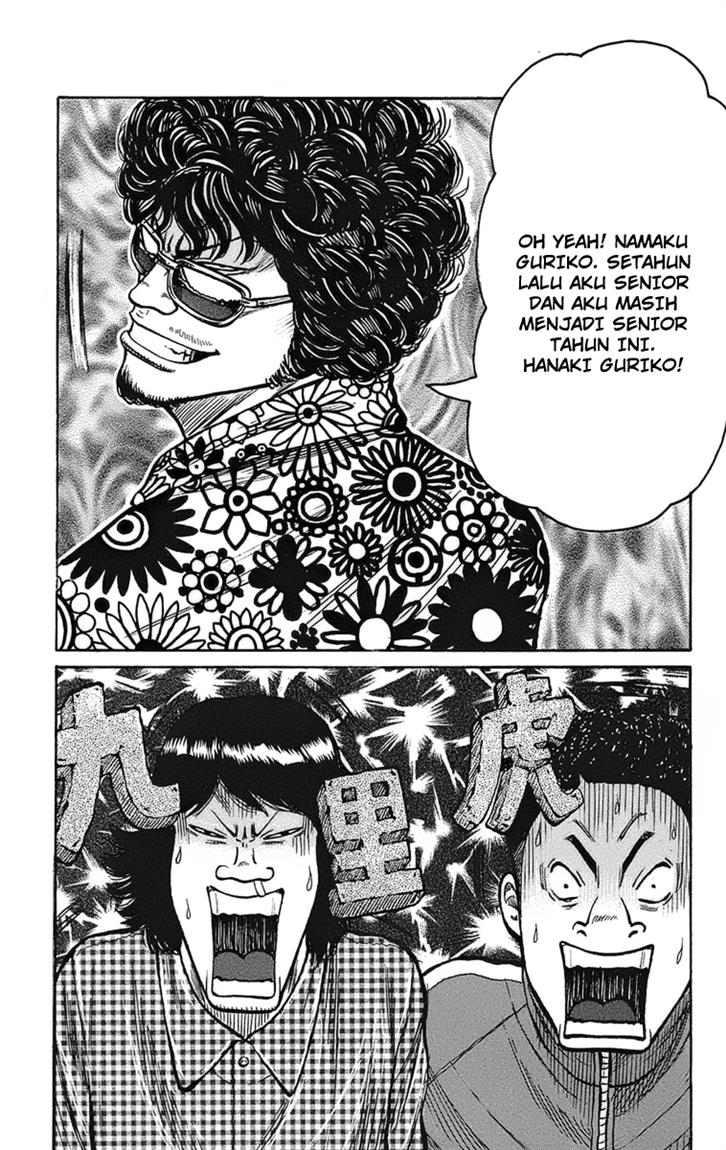 OH YEAH! NAMAKU
GURIKO. SETAHUN
LALU AKU SENIOR
DAN AKU MASIH
MENJADI SENIOR
TAHUN INI.
HANAKI GURIKO!
九里虎